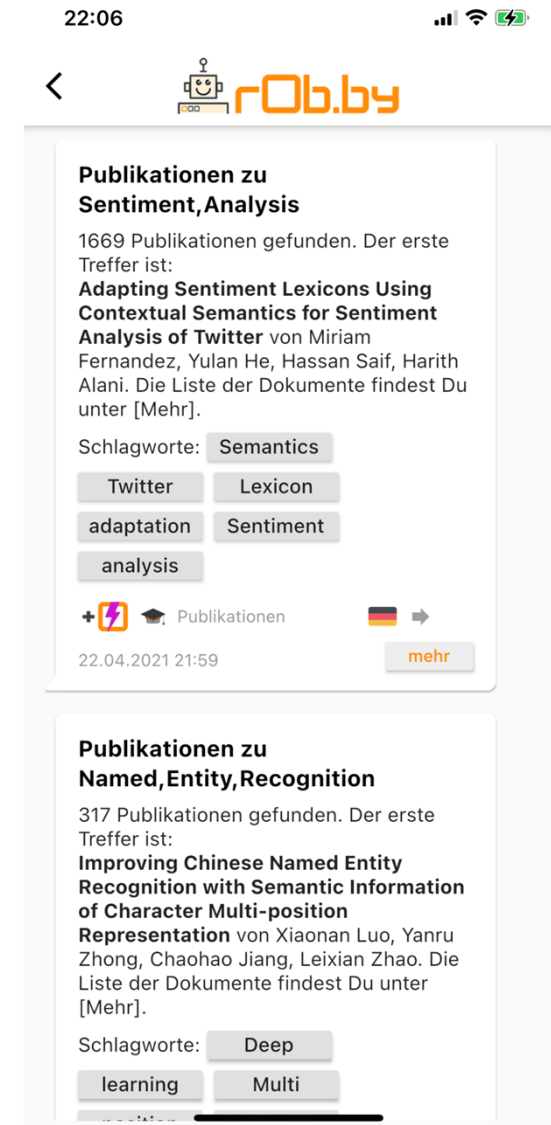 22:06
rOb.by
Publikationen zu
Sentiment,Analysis
1669 Publikationen gefunden. Der erste
Treffer ist:
Adapting Sentiment Lexicons Using
Contextual Semantics for Sentiment
Analysis of Twitter von Miriam
Fernandez, Yulan He, Hassan Saif, Harith
Alani. Die Liste der Dokumente findest Du
unter [Mehr].
Schlagworte: Semantics
Twitter Lexicon
adaptation Sentiment
analysis
+ Publikationen
22.04.2021 21:59 mehr
Publikationen zu
Named,Entity,Recognition
317 Publikationen gefunden. Der erste
Treffer ist:
Improving Chinese Named Entity
Recognition with Semantic Information
of Character Multi-position
Representation von Xiaonan Luo, Yanru
Zhong, Chaohao Jiang, Leixian Zhao. Die
Liste der Dokumente findest Du unter
[Mehr].
Schlagworte: Deep
learning Multi